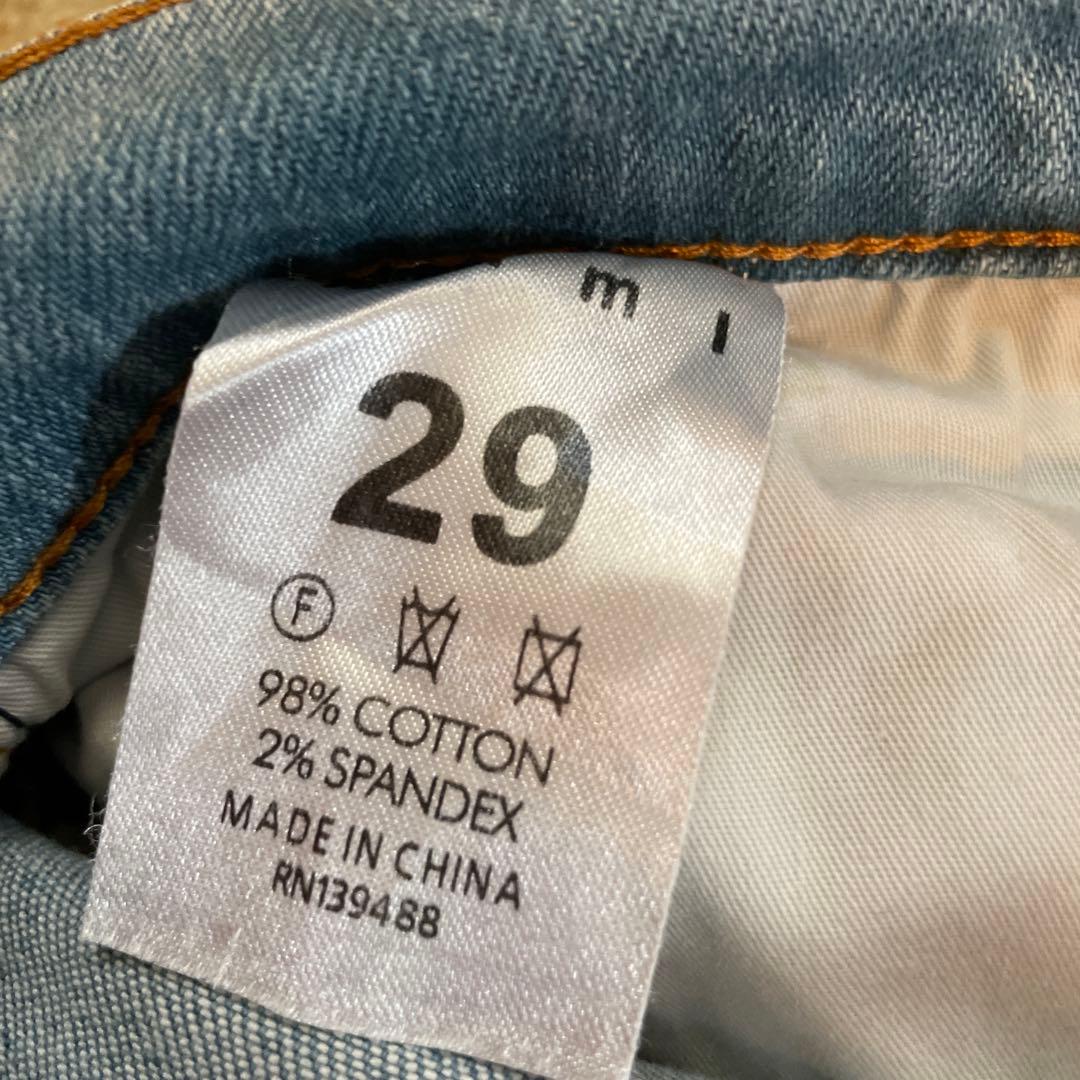 m l
29
F
98% COTTON
2% SPANDEX
MADE IN CHINA
RN139488